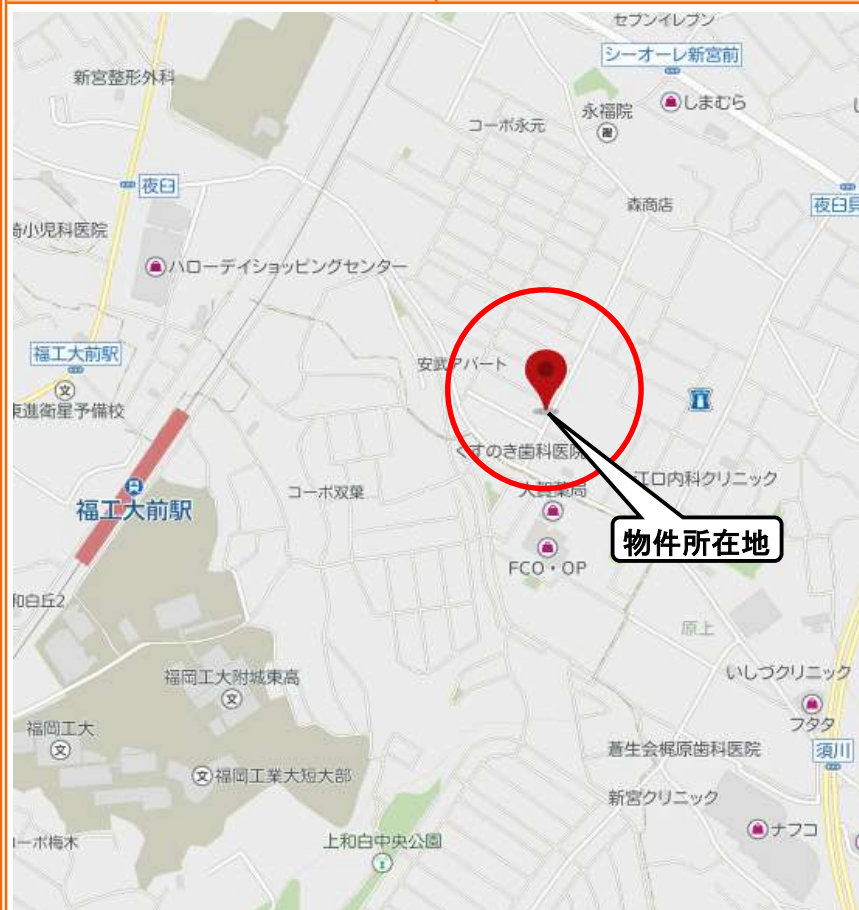 セブンイレブン
シーオーレ新宮前
新宮整形外科
しまむら
永福院
コーポ永元
夜臼
森商店
夜臼貝
小児科医院
ハローデイショッピングセンター
福工大前駅
安武アパート
文
東進衛星予備校
くすのき歯科医院
江口内科クリニック
コーポ双葉
大賀薬局
福工大前駅
物件所在地
FCO・OP
和白丘2
原上
福岡工大附城東高
文
いしづクリニック
フタタ
福岡工大
文
蒼生会梶原歯科医院
須川
文
福岡工業大短大部
新宮クリニック
ナフコ
ーポ梅木
上和白中央公園